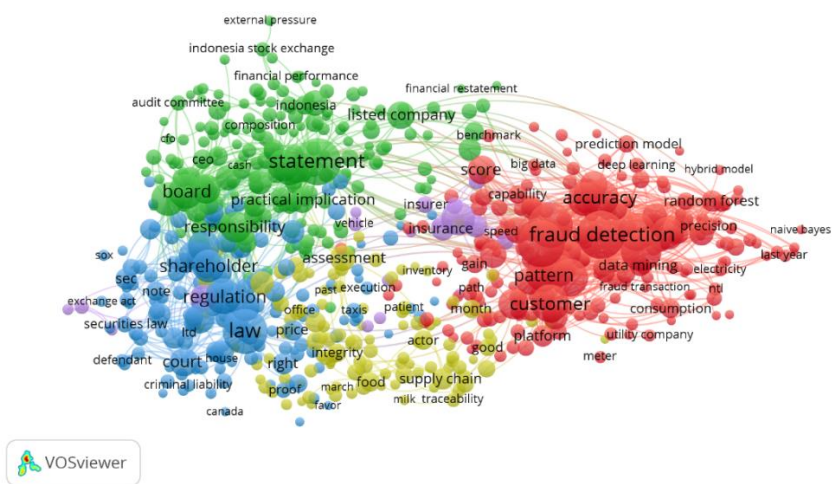 external pressure
indonesia stock exchange
financial performance
audit committee
indonesia
financial restatement
listed company
composition
cfo
benchmark
prediction model
ceo
cash
statement
score
big data
deep learning
hybrid model
board
practical implication
capability
accuracy
random forest
insurer
vehicle
responsibility
insurance
speed
fraud detection
precision
naive bayes
sox
shareholder
assessment
gain
last year
sec
inventory
pattern
data mining
electricity
exchange act
note
regulation
past
execution
path
fraud transaction
ntl
office
taxis
patient
month
customer
consumption
securities law
ltd
law
price
actor
platform
utility company
defendant
court
house
right
integrity
good
meter
criminal liability
proof
march
food
supply chain
canada
favor
milk
traceability
VOSviewer